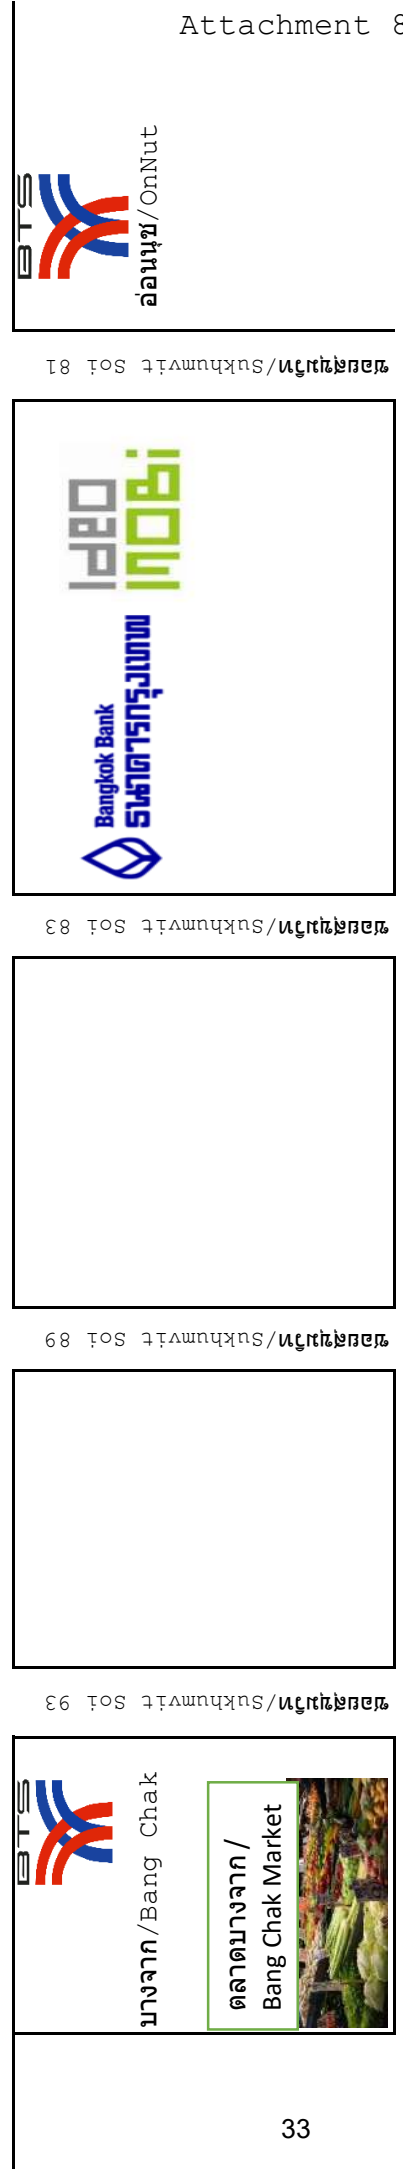 Attachment 8
BTS
อ่อนนุช/OnNut
ซอยสุขุมวิท/Sukhumvit Soi 81
ideo
mobi
Bangkok Bank
ธนาคารกรุงเทพ
ซอยสุขุมวิท/Sukhumvit Soi 83
ซอยสุขุมวิท/Sukhumvit Soi 89
ซอยสุขุมวิท/Sukhumvit Soi 93
BTS
บางจาก/Bang Chak
ตลาดบางจาก/
Bang Chak Market
33